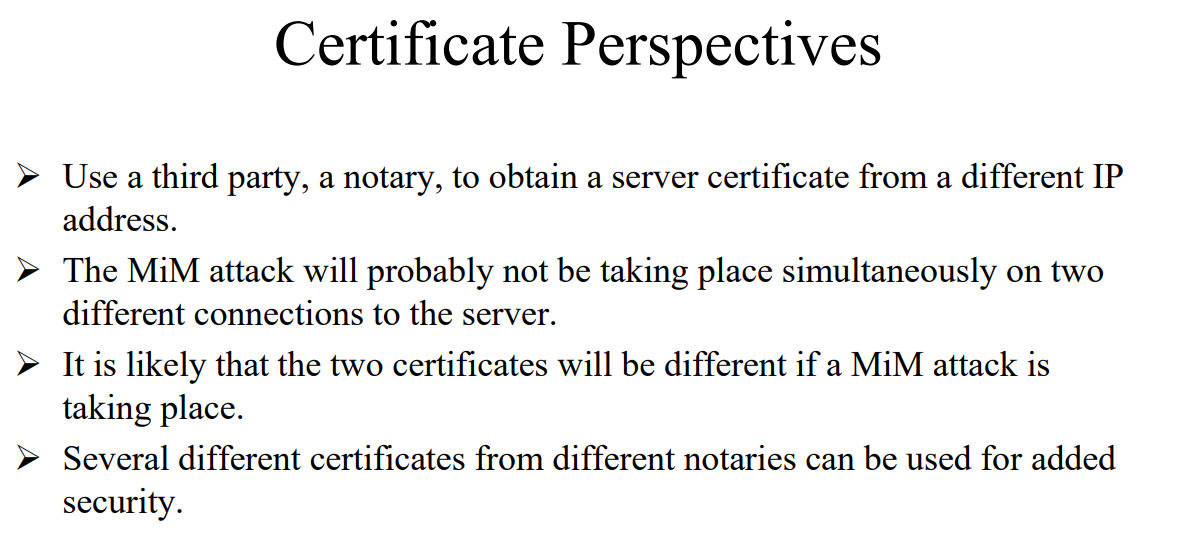 Certificate Perspectives
➢ Use a third party, a notary, to obtain a server certificate from a different IP
address.
➢ The MiM attack will probably not be taking place simultaneously on two
different connections to the server.
➢ It is likely that the two certificates will be different if a MiM attack is
taking place.
➢ Several different certificates from different notaries can be used for added
security.